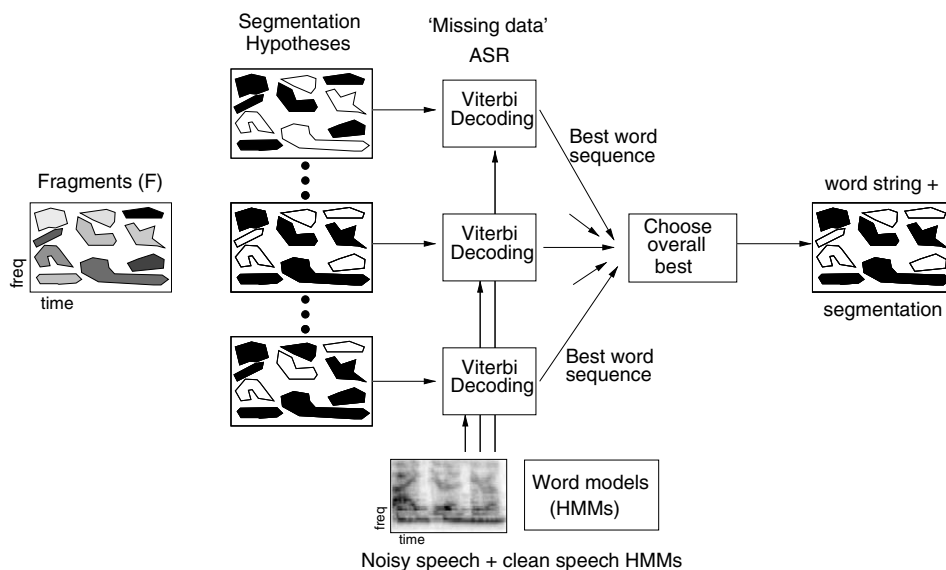 Segmentation
Hypotheses
'Missing data'
ASR
Viterbi
Decoding
Best word
sequence
Fragments (F)
freq
time
Viterbi
Decoding
Choose
overall
best
word string +
segmentation
Viterbi
Decoding
Best word
sequence
freq
time
Word models
(HMMs)
Noisy speech + clean speech HMMs